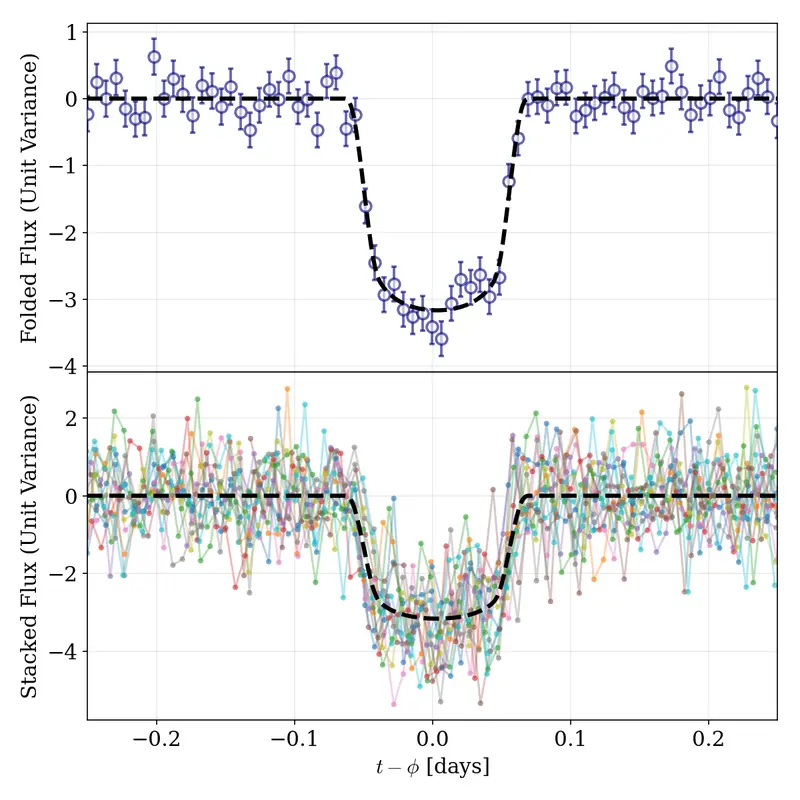 Folded Flux (Unit Variance)
1
0
−1
−2
−3
−4
Stacked Flux (Unit Variance)
2
0
−2
−4
−0.2 −0.1 0.0 0.1 0.2
t − ϕ [days]